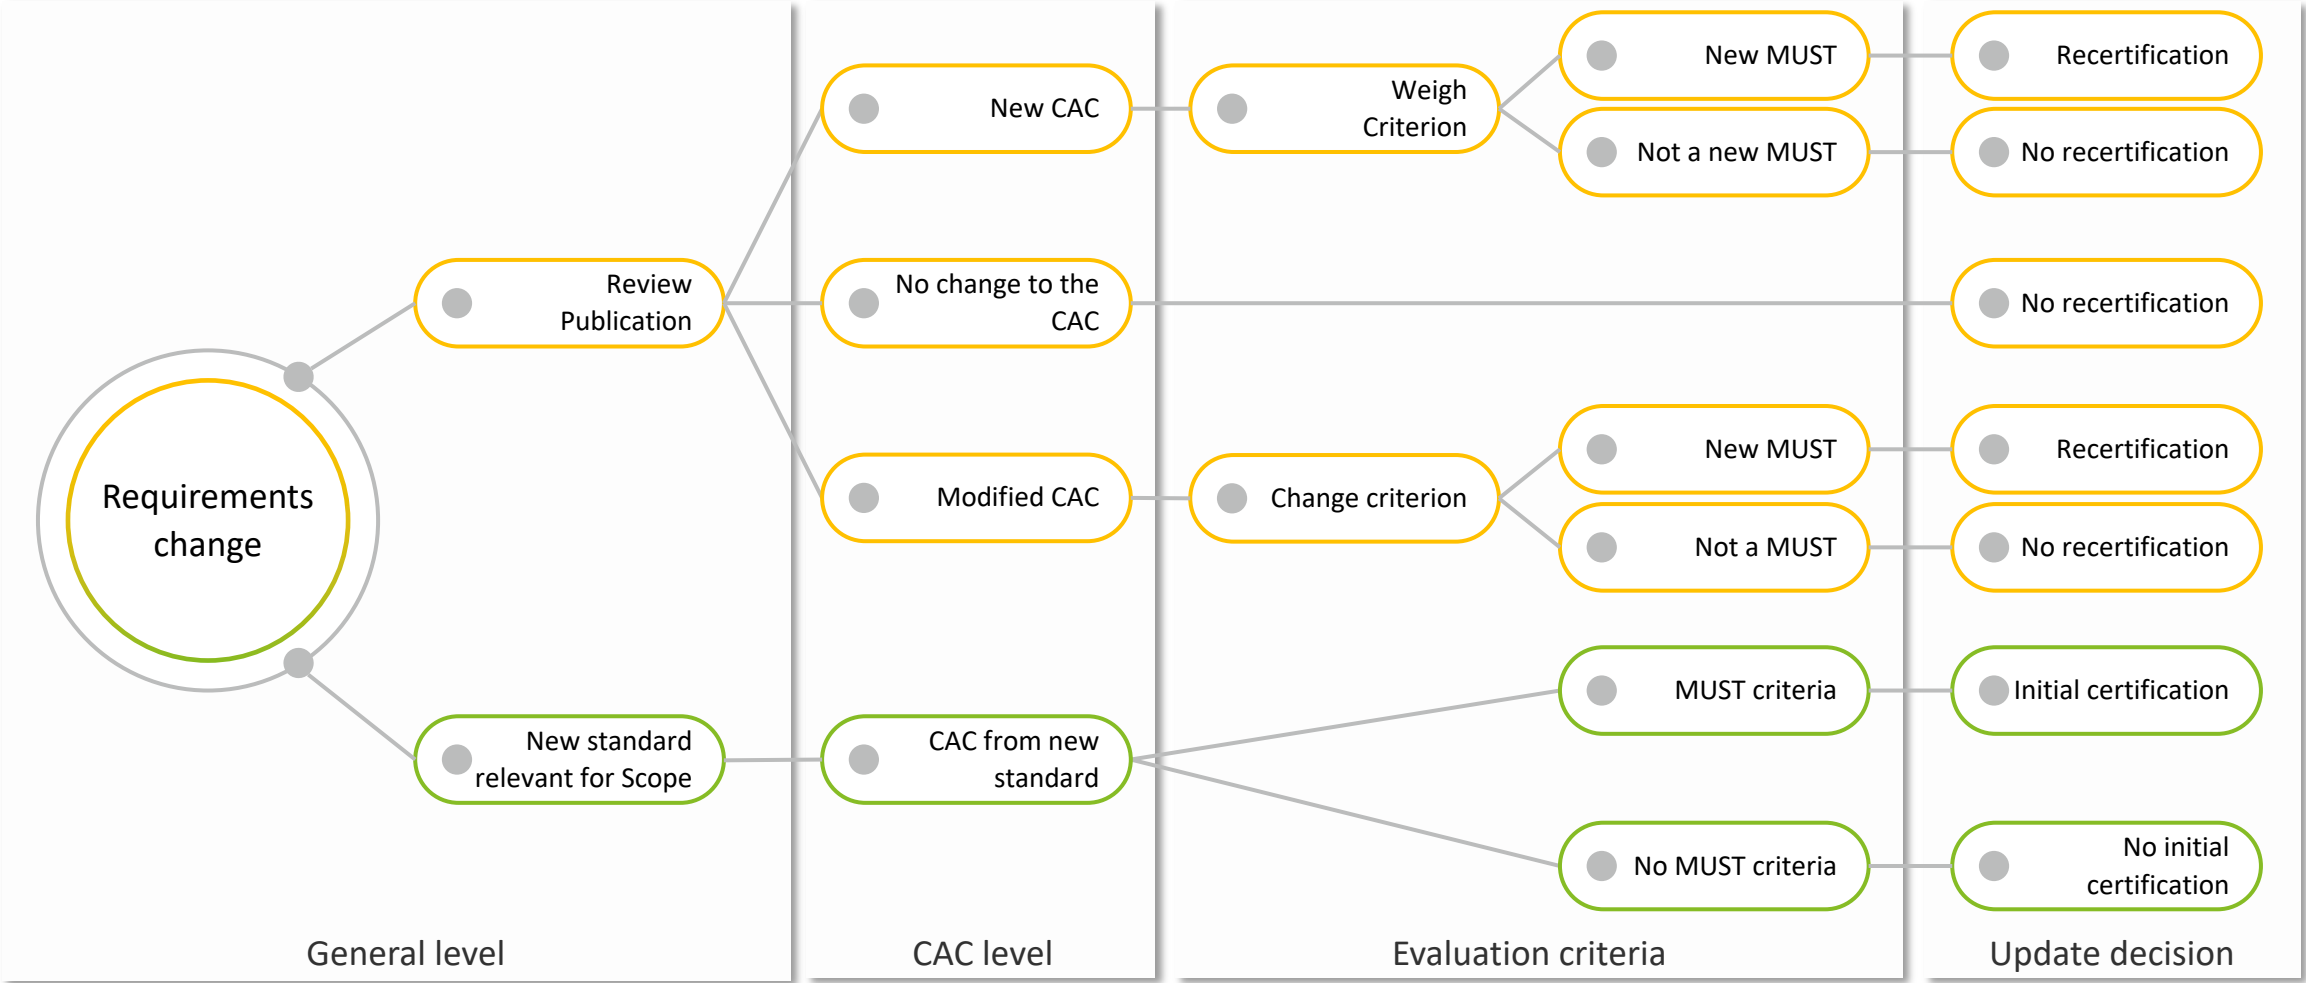 Requirements
change
Review
Publication
New standard
relevant for Scope
General level
New CAC
No change to the
CAC
Modified CAC
CAC from new
standard
CAC level
Weigh
Criterion
Change criterion
New MUST
Not a new MUST
New MUST
Not a MUST
MUST criteria
No MUST criteria
Evaluation criteria
Recertification
No recertification
No recertification
Recertification
No recertification
Initial certification
No initial
certification
Update decision